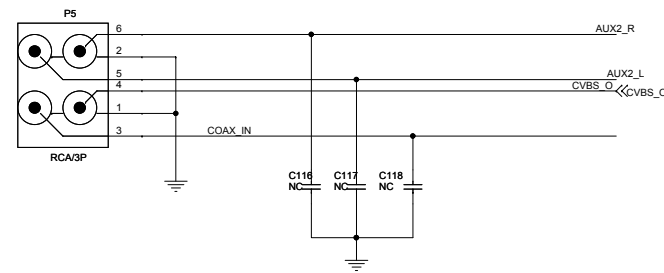 P5
6
AUX2_R
2
5
AUX2_L
4
CVBS_O
CVBS_O
1
3
COAX_IN
RCA/3P
C116
NC
C117
NC
C118
NC